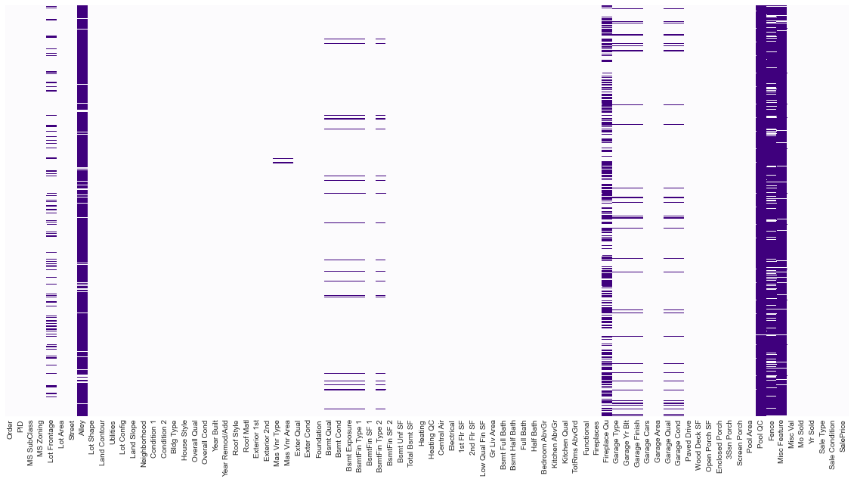 Order
PID
MS SubClass
MS Zoning
Lot Frontage
Lot Area
Street
Alley
Lot Shape
Land Contour
Utilities
Lot Config
Land Slope
Neighborhood
Condition 1
Condition 2
Bldg Type
House Style
Overall Qual
Overall Cond
Year Built
Year Remod/Add
Roof Style
Roof Matl
Exterior 1st
Exterior 2nd
Mas Vnr Type
Mas Vnr Area
Exter Qual
Exter Cond
Foundation
Bsmt Qual
Bsmt Cond
Bsmt Exposure
BsmtFin Type 1
BsmtFin SF 1
BsmtFin Type 2
BsmtFin SF 2
Bsmt Unf SF
Total Bsmt SF
Heating
Heating QC
Central Air
Electrical
1st Flr SF
2nd Flr SF
Low Qual Fin SF
Gr Liv Area
Bsmt Full Bath
Bsmt Half Bath
Full Bath
Half Bath
Bedroom AbvGr
Kitchen AbvGr
Kitchen Qual
TotRms AbvGrd
Functional
Fireplaces
Fireplace Qu
Garage Type
Garage Yr Blt
Garage Finish
Garage Cars
Garage Area
Garage Qual
Garage Cond
Paved Drive
Wood Deck SF
Open Porch SF
Enclosed Porch
3Ssn Porch
Screen Porch
Pool Area
Pool QC
Fence
Misc Feature
Misc Val
Mo Sold
Yr Sold
Sale Type
Sale Condition
SalePrice